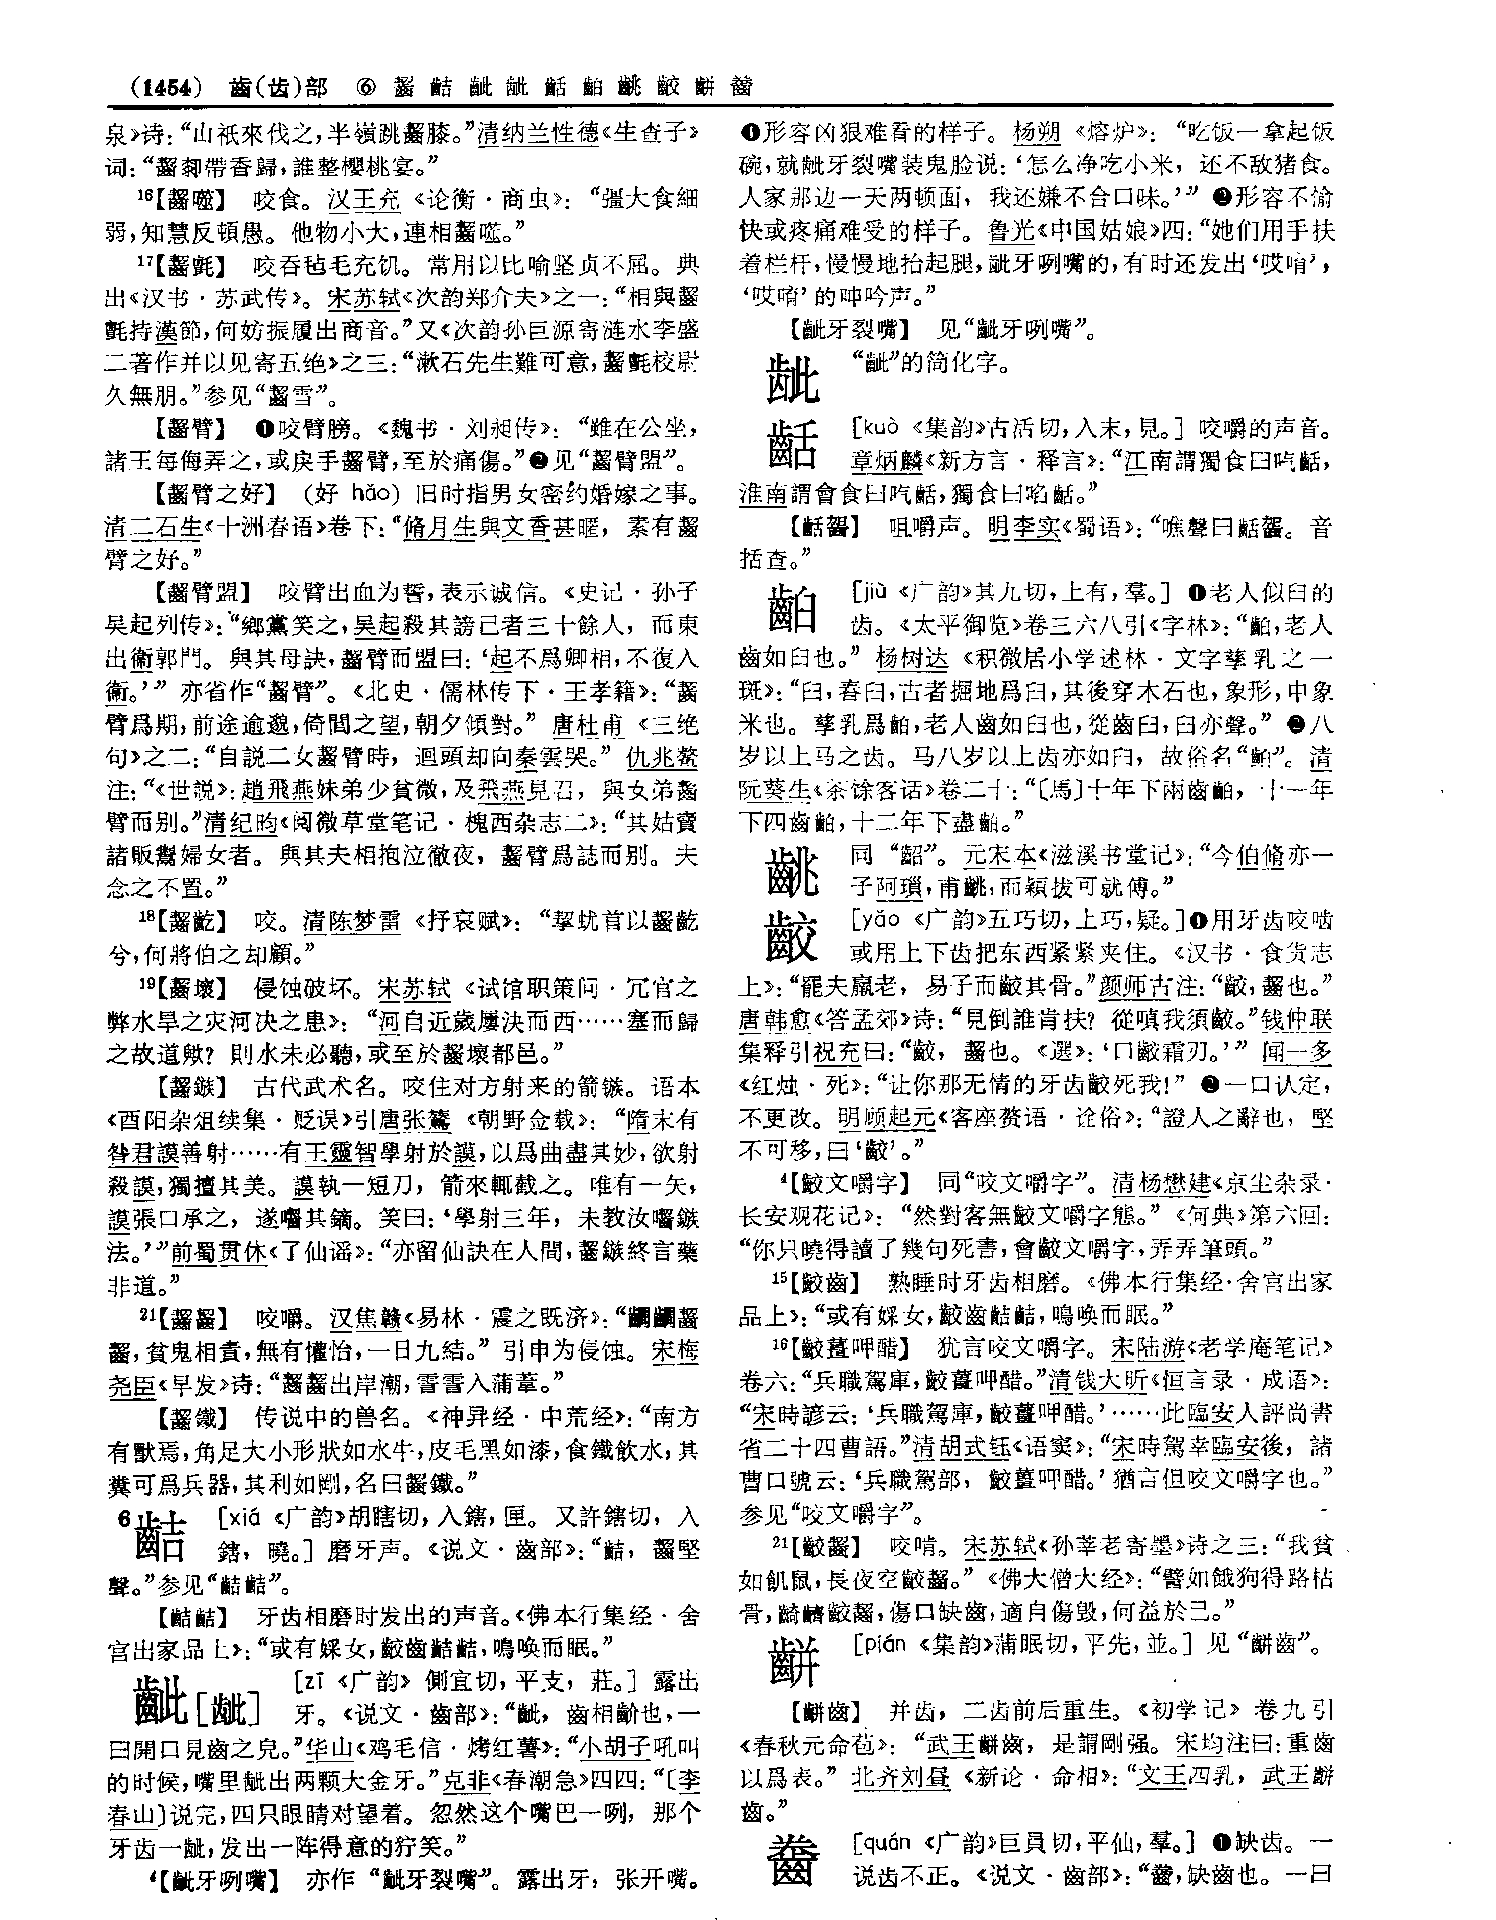 (1454) 齒(齿)部 ⑥ 齧 䶗 齜 龇 䶜 齨 䶚 齩 䶣 齤
泉》诗:“山祇來伐之,半嶺跳齧膝。”清纳兰性德《生查子》
词:“齧𦥯帶香歸,誰整櫻桃宴。”
16【齧噬】 咬食。汉王充《论衡·商虫》:“彊大食細
弱,知慧反頓愚。他物小大,連相齧噬。”
17【齧氈】 咬吞毡毛充饥。常用以比喻坚贞不屈。典
出《汉书·苏武传》。宋苏轼《次韵郑介夫》之一:“相與齧
氈持漢節,何妨振履出商音。”又《次韵孙巨源寄涟水李盛
二著作并以见寄五绝》之三:“漱石先生難可意,齧氈校尉
久無朋。”参见“齧雪”。
【齧臂】 ❶咬臂膀。《魏书·刘昶传》:“雖在公坐,
諸王每侮弄之,或戾手齧臂,至於痛傷。”❷见“齧臂盟”。
【齧臂之好】 (好 hǎo) 旧时指男女密约婚嫁之事。
清二石生《十洲春语》卷下:“脩月生與文香甚暱,素有齧
臂之好。”
【齧臂盟】 咬臂出血为誓,表示诚信。《史记·孙子
吴起列传》:“鄉黨笑之,吴起殺其謗己者三十餘人,而東
出衞郭門。與其母訣,齧臂而盟曰:‘起不爲卿相,不復入
衞。’” 亦省作“齧臂”。《北史·儒林传下·王孝籍》:“齧
臂爲期,前途逾邈,倚閭之望,朝夕傾對。” 唐杜甫《三绝
句》之二:“自説二女齧臂時,迴頭却向秦雲哭。” 仇兆鳌
注:“《世説》:趙飛燕妹弟少貧微,及飛燕見召,與女弟齧
臂而别。”清纪昀《阅微草堂笔记·槐西杂志二》:“其姑賣
諸販鬻婦女者。與其夫相抱泣徹夜,齧臂爲誌而别。夫
念之不置。”
18【齧齕】 咬。清陈梦雷《抒哀赋》:“挐虯首以齧齕
兮,何將伯之却顧。”
19【齧壞】 侵蚀破坏。宋苏轼《试馆职策问·冗官之
弊水旱之灾河决之患》:“河自近歲屢決而西……塞而歸
之故道歟?則水未必聽,或至於齧壞都邑。”
【齧鏃】 古代武术名。咬住对方射来的箭镞。语本
《酉阳杂俎续集·贬误》引唐张鷟《朝野佥载》:“隋末有
昝君謨善射……有王靈智學射於謨,以爲曲盡其妙,欲射
殺謨,獨擅其美。謨執一短刀,箭來輒截之。唯有一矢,
謨張口承之,遂囓其鏑。笑曰:‘學射三年,未教汝囓鏃
法。’”前蜀贯休《了仙谣》:“亦留仙訣在人間,齧鏃終言藥
非道。”
21【齧齧】 咬嚼。汉焦赣《易林·震之既济》:“齧齧
齧,貧鬼相責,無有懽怡,一日九結。” 引申为侵蚀。宋梅
尧臣《早发》诗:“齧齧出岸潮,霅霅入蒲葦。”
【齧鐵】 传说中的兽名。《神异经·中荒经》:“南方
有獸焉,角足大小形狀如水牛,皮毛黑如漆,食鐵飲水,其
糞可爲兵器,其利如剛,名曰齧鐵。”
6 䶗 [xiá《广韵》胡瞎切,入鎋,匣。又許鎋切,入
鎋,曉。] 磨牙声。《说文·齒部》:“䶗,齧堅
聲。”参见“䶗䶗”。
【䶗䶗】 牙齿相磨时发出的声音。《佛本行集经·舍
宫出家品上》:“或有婇女,齩齒䶗䶗,鳴唤而眠。”
齜[龇] [zī《广韵》側宜切,平支,莊。] 露出
牙。《说文·齒部》:“齜,齒相齘也,一
曰開口見齒之皃。”华山《鸡毛信·烤红薯》:“小胡子吼叫
的时候,嘴里龇出两颗大金牙。”克非《春潮急》四四:“〔李
春山〕说完,四只眼睛对望着。忽然这个嘴巴一咧,那个
牙齿一龇,发出一阵得意的狞笑。”
4【齜牙咧嘴】 亦作“齜牙裂嘴”。露出牙,张开嘴。
❶形容凶狠难看的样子。杨朔《熔炉》:“吃饭一拿起饭
碗,就龇牙裂嘴装鬼脸说:‘怎么净吃小米,还不敌猪食。
人家那边一天两顿面,我还嫌不合口味。’” ❷形容不愉
快或疼痛难受的样子。鲁光《中国姑娘》四:“她们用手扶
着栏杆,慢慢地抬起腿,龇牙咧嘴的,有时还发出‘哎唷’,
‘哎唷’的呻吟声。”
【齜牙裂嘴】 见“齜牙咧嘴”。
龇 “齜”的简化字。
䶜 [kuò《集韵》古活切,入末,見。] 咬嚼的声音。
章炳麟《新方言·释言》:“江南謂獨食曰吃䶜,
淮南謂會食曰吃䶜,獨食曰啗䶜。”
【䶜𪘨】 咀嚼声。明李实《蜀语》:“噍聲曰䶜𪘨。音
括查。”
齨 [jiù《广韵》其九切,上有,羣。] ❶老人似臼的
齿。《太平御览》卷三六八引《字林》:“齨,老人
齒如臼也。” 杨树达《积微居小学述林·文字孳乳之一
斑》:“臼,舂臼,古者掘地爲臼,其後穿木石也,象形,中象
米也。孳乳爲齨,老人齒如臼也,從齒臼,臼亦聲。” ❷八
岁以上马之齿。马八岁以上齿亦如臼,故俗名“齨”。清
阮葵生《茶馀客话》卷二十:“〔馬〕十年下兩齒齨,十一年
下四齒齨,十二年下盡齨。”
䶚 同“齠”。元宋本《滋溪书堂记》:“今伯脩亦一
子阿瑣,甫䶚,而穎拔可就傅。”
齩 [yǎo《广韵》五巧切,上巧,疑。]❶用牙齿咬啮
或用上下齿把东西紧紧夹住。《汉书·食货志
上》:“罷夫羸老,易子而齩其骨。”颜师古注:“齩,齧也。”
唐韩愈《答孟郊》诗:“見倒誰肯扶?從嗔我須齩。”钱仲联
集释引祝充曰:“齩,齧也。《選》:‘口齩霜刃。’” 闻一多
《红烛·死》:“让你那无情的牙齿齩死我!” ❷一口认定,
不更改。明顾起元《客座赘语·诠俗》:“證人之辭也,堅
不可移,曰‘齩’。”
4【齩文嚼字】 同“咬文嚼字”。清杨懋建《京尘杂录·
长安观花记》:“然對客無齩文嚼字態。”《何典》第六回:
“你只曉得讀了幾句死書,會齩文嚼字,弄弄筆頭。”
15【齩齒】 熟睡时牙齿相磨。《佛本行集经·舍宫出家
品上》:“或有婇女,齩齒䶗䶗,鳴唤而眠。”
16【齩薑呷醋】 犹言咬文嚼字。宋陆游《老学庵笔记》
卷六:“兵職駕庫,齩薑呷醋。”清钱大昕《恒言录·成语》:
“宋時諺云:‘兵職駕庫,齩薑呷醋。’……此臨安人評尚書
省二十四曹語。”清胡式钰《语窦》:“宋時駕幸臨安後,諸
曹口號云:‘兵職駕部,齩薑呷醋。’猶言但咬文嚼字也。”
参见“咬文嚼字”。
21【齩齧】 咬啃。宋苏轼《孙莘老寄墨》诗之三:“我貧
如飢鼠,長夜空齩齧。”《佛大僧大经》:“譬如餓狗得路枯
骨,齮齰齩齧,傷口缺齒,適自傷毁,何益於己。”
䶣 [pián《集韵》蒲眠切,平先,並。] 见“䶣齒”。
【䶣齒】 并齿,二齿前后重生。《初学记》卷九引
《春秋元命苞》:“武王䶣齒,是謂剛强。宋均注曰:重齒
以爲表。” 北齐刘昼《新论·命相》:“文王四乳,武王䶣
齒。”
齤 [quán《广韵》巨員切,平仙,羣。] ❶缺齿。一
说齿不正。《说文·齒部》:“齤,缺齒也。一曰